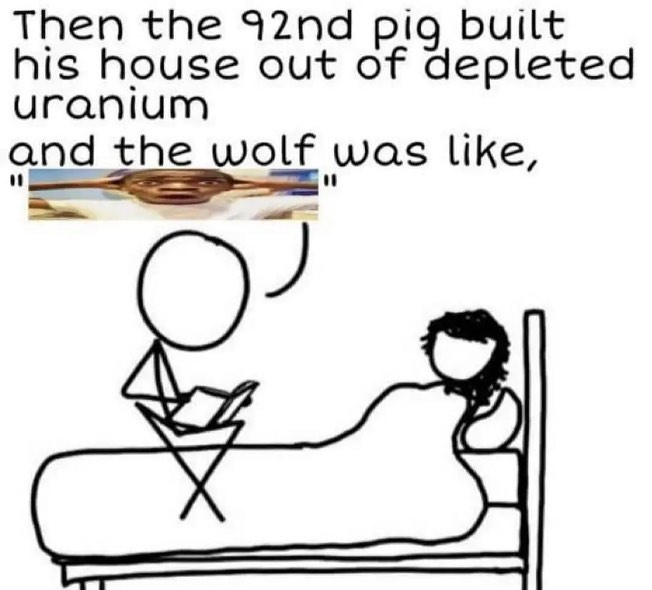 Then the 92nd pig built
his house out of depleted
uranium
and the wolf was like,
" "